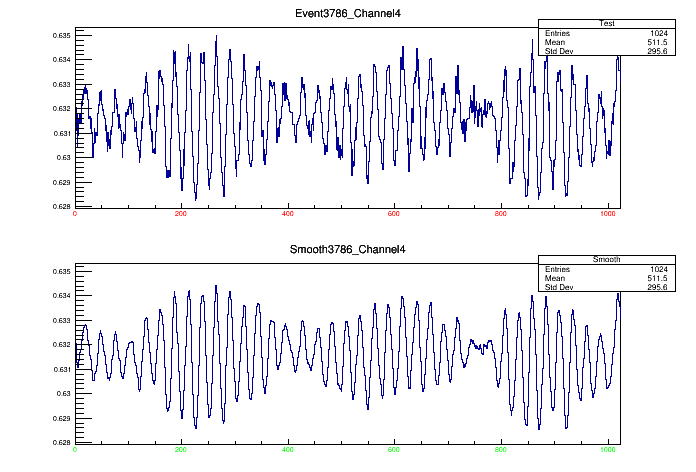 Event3786_Channel4
Test
Entries 1024
Mean 511.5
Std Dev 295.6
0.635
0.634
0.633
0.632
0.631
0.63
0.629
0.628
0 200 400 600 800 1000
Smooth3786_Channel4
Smooth
Entries 1024
Mean 511.5
Std Dev 295.6
0.635
0.634
0.633
0.632
0.631
0.63
0.629
0.628
0 200 400 600 800 1000